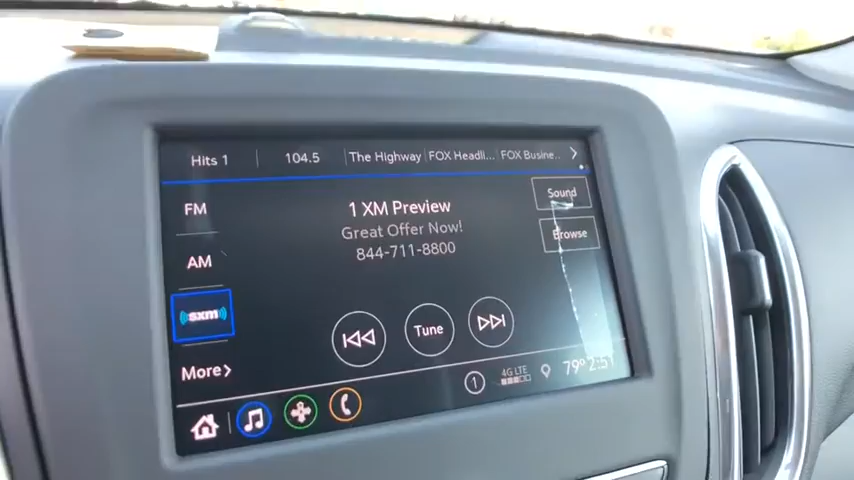 Hits 1
104.5
The Highway
FOX Headli...
FOX Busine..
FM
1 XM Preview
Sound
Great Offer Now!
Browse
844-711-8800
AM
sxm
Tune
More
1
4G LTE
79° 2:51